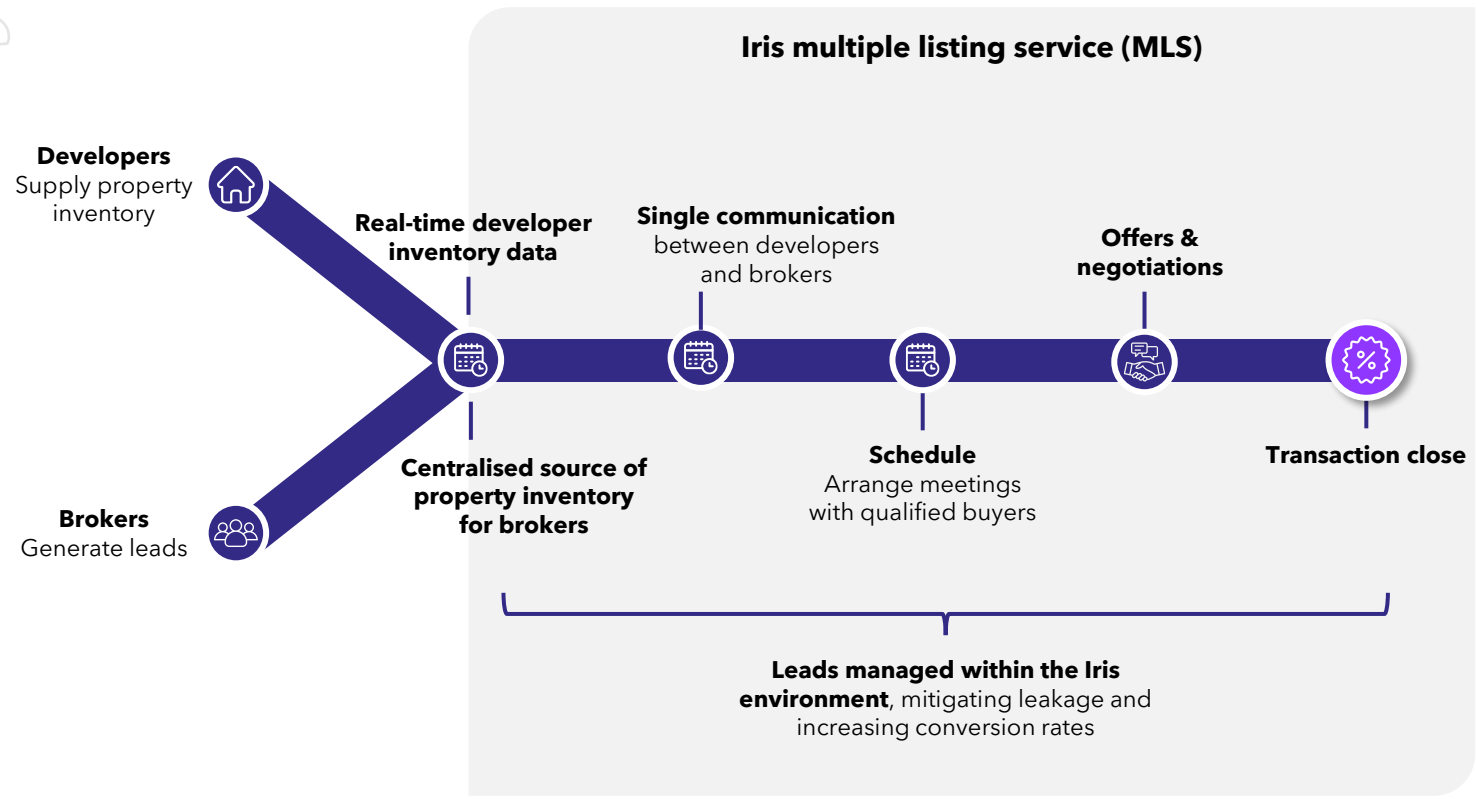 Iris multiple listing service (MLS)
Developers
Supply property
inventory
Real-time developer
inventory data
Single communication
between developers
and brokers
Offers &
negotiations
Brokers
Generate leads
Centralised source of
property inventory
for brokers
Schedule
Arrange meetings
with qualified buyers
Transaction close
%
Leads managed within the Iris
environment, mitigating leakage and
increasing conversion rates